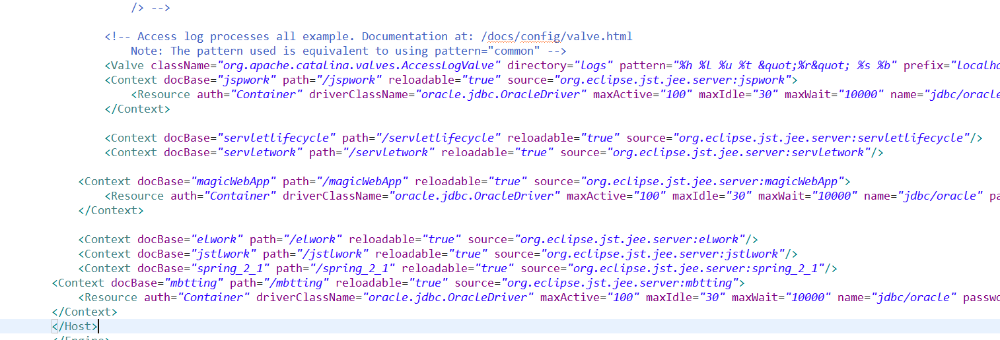 /> -->
<!-- Access log processes all example. Documentation at: /docs/config/valve.html
Note: The pattern used is equivalent to using pattern="common" -->
<Valve className="org.apache.catalina.valves.AccessLogValve" directory="logs" pattern="%h %l %u %t &quot;%r&quot; %s %b" prefix="localho
<Context docBase="jspwork" path="/jspwork" reloadable="true" source="org.eclipse.jst.jee.server:jspwork">
<Resource auth="Container" driverClassName="oracle.jdbc.OracleDriver" maxActive="100" maxIdle="30" maxWait="10000" name="jdbc/oracle
</Context>
<Context docBase="servletlifecycle" path="/servletlifecycle" reloadable="true" source="org.eclipse.jst.jee.server:servletlifecycle"/>
<Context docBase="servletwork" path="/servletwork" reloadable="true" source="org.eclipse.jst.jee.server:servletwork"/>
<Context docBase="magicWebApp" path="/magicWebApp" reloadable="true" source="org.eclipse.jst.jee.server:magicWebApp">
<Resource auth="Container" driverClassName="oracle.jdbc.OracleDriver" maxActive="100" maxIdle="30" maxWait="10000" name="jdbc/oracle" pa
</Context>
<Context docBase="elwork" path="/elwork" reloadable="true" source="org.eclipse.jst.jee.server:elwork"/>
<Context docBase="jstlwork" path="/jstlwork" reloadable="true" source="org.eclipse.jst.jee.server:jstlwork"/>
<Context docBase="spring_2_1" path="/spring_2_1" reloadable="true" source="org.eclipse.jst.jee.server:spring_2_1"/>
<Context docBase="mbtting" path="/mbtting" reloadable="true" source="org.eclipse.jst.jee.server:mbtting">
<Resource auth="Container" driverClassName="oracle.jdbc.OracleDriver" maxActive="100" maxIdle="30" maxWait="10000" name="jdbc/oracle" passwo
</Context>
</Host>
</Engine>